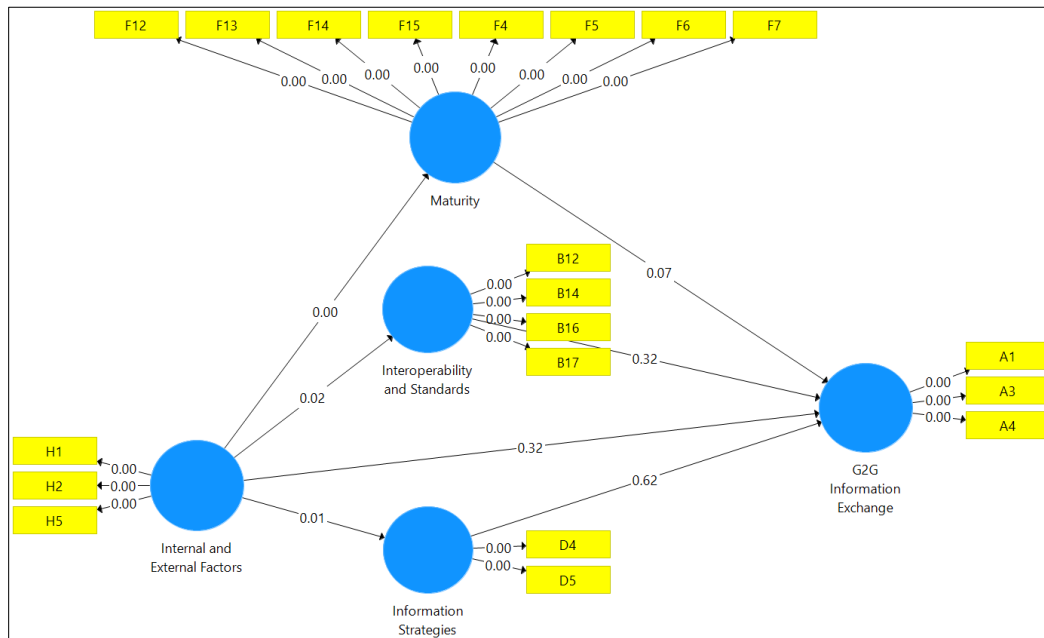 F12
F13
F14
F15
F4
F5
F6
F7
0.00
0.00
0.00
0.00
0.00
0.00
0.00
0.00
Maturity
B12
0.00
B14
0.00
0.00
B16
0.00
B17
0.07
0.00
Interoperability
and Standards
0.32
0.02
A1
0.00
A3
0.00
A4
0.00
H1
0.00
H2
0.00
H5
0.00
0.32
G2G
Information
Exchange
0.62
0.01
Internal and
External Factors
D4
0.00
D5
0.00
Information
Strategies